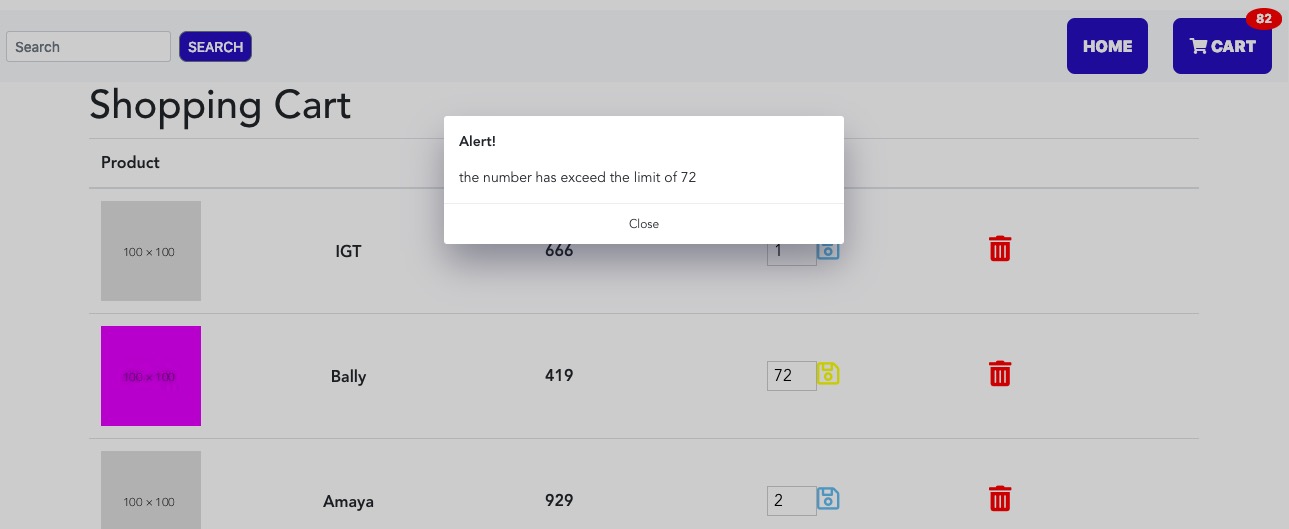 Search
SEARCH
HOME
CART
82
Shopping Cart
Alert!
the number has exceed the limit of 72
Close
Product
100 × 100
IGT
666
1
100 × 100
Bally
419
72
100 × 100
Amaya
929
2